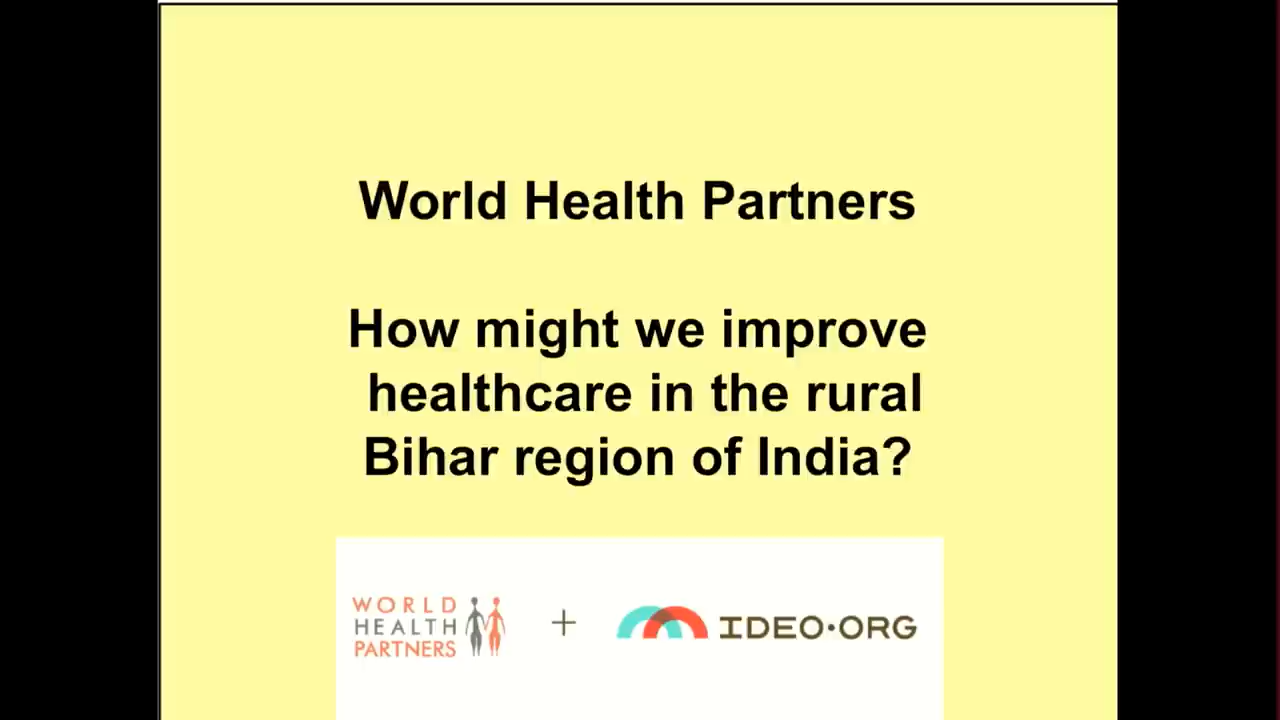 World Health Partners
How might we improve
healthcare in the rural
Bihar region of India?
WORLD
HEALTH
PARTNERS
+
IDEO.ORG